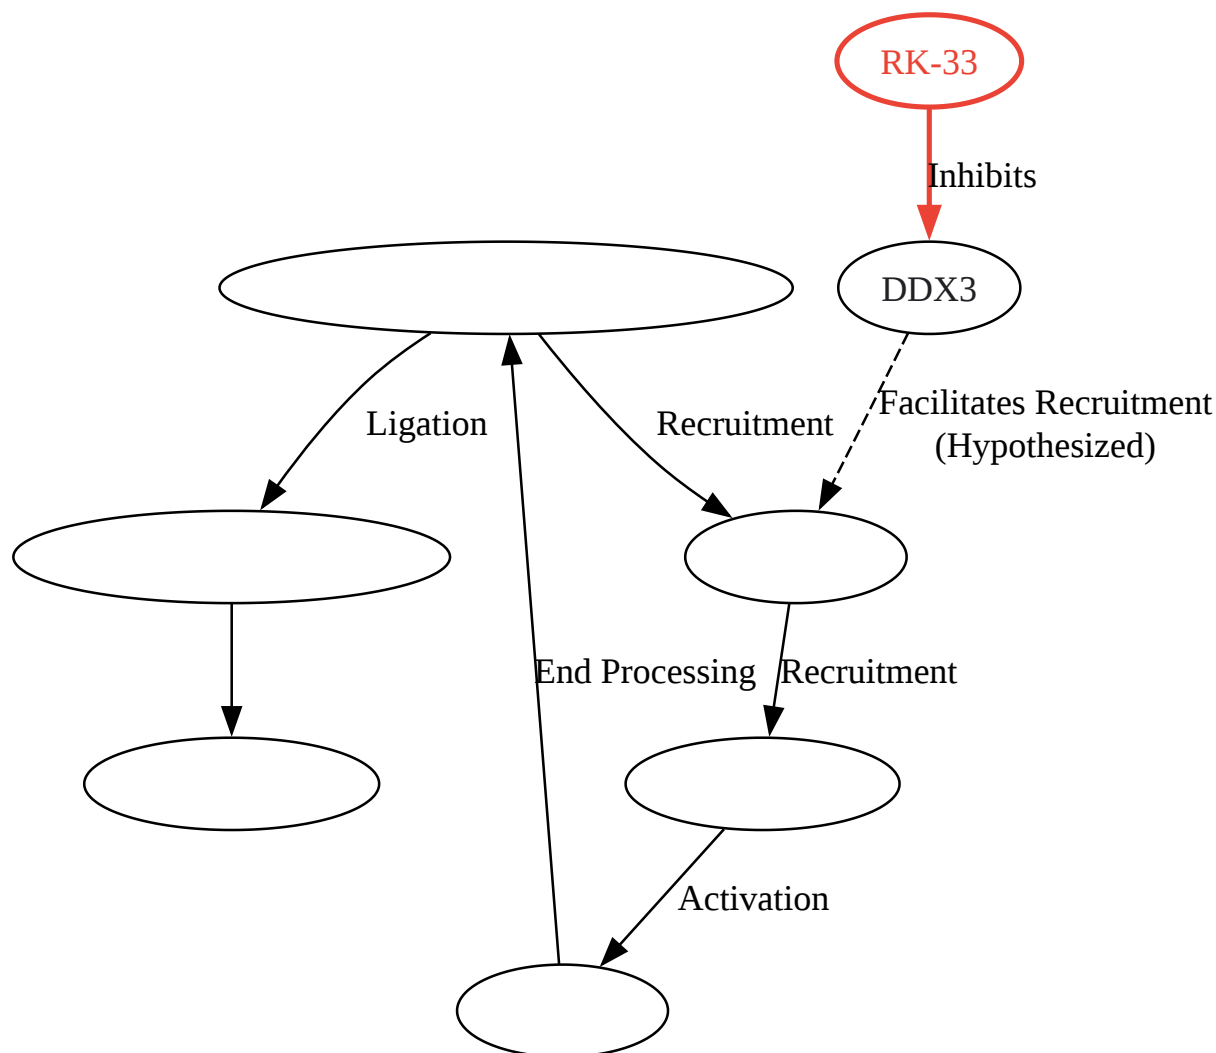 RK-33
Inhibits
DDX3
Facilitates Recruitment
(Hypothesized)
Ligation
Recruitment
End Processing
Recruitment
Activation